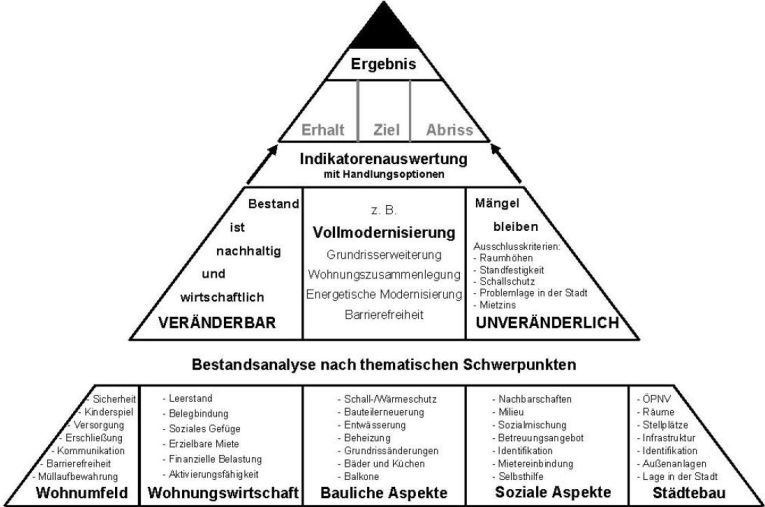 Ergebnis
Erhalt Ziel Abriss
Indikatorenauswertung
mit Handlungsoptionen
Bestand
ist
nachhaltig
und
wirtschaftlich
VERÄNDERBAR
z. B.
Vollmodernisierung
Grundrisserweiterung
Wohnungszusammenlegung
Energetische Modernisierung
Barrierefreiheit
Mängel
bleiben
Ausschlusskriterien:
- Raumhöhen
- Standfestigkeit
- Schallschutz
- Problemlage in der Stadt
- Mietzins
UNVERÄNDERLICH
Bestandsanalyse nach thematischen Schwerpunkten
- Sicherheit
- Kinderspiel
- Versorgung
- Erschließung
- Kommunikation
- Barrierefreiheit
- Müllaufbewahrung
Wohnumfeld
- Leerstand
- Belegbindung
- Soziales Gefüge
- Erzielbare Miete
- Finanzielle Belastung
- Aktivierungsfähigkeit
Wohnungswirtschaft
- Schall-/Wärmeschutz
- Bauteilerneuerung
- Entwässerung
- Beheizung
- Grundrissänderungen
- Bäder und Küchen
- Balkone
Bauliche Aspekte
- Nachbarschaften
- Milieu
- Sozialmischung
- Betreuungsangebot
- Identifikation
- Mietereinbindung
- Selbsthilfe
Soziale Aspekte
- ÖPNV
- Räume
- Stellplätze
- Infrastruktur
- Identifikation
- Außenanlagen
- Lage in der Stadt
Städtebau